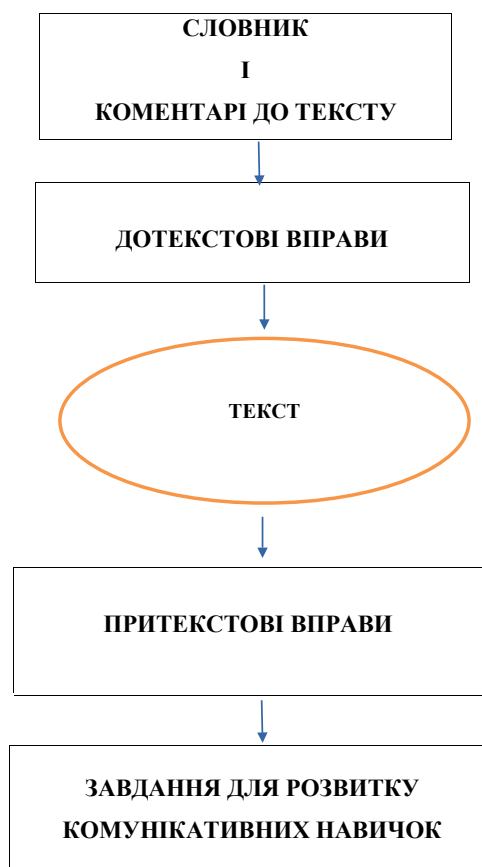 СЛОВНИК
І
КОМЕНТАРІ ДО ТЕКСТУ
ДОТЕКСТОВІ ВПРАВИ
ТЕКСТ
ПРИТЕКСТОВІ ВПРАВИ
ЗАВДАННЯ ДЛЯ РОЗВИТКУ
КОМУНІКАТИВНИХ НАВИЧОК